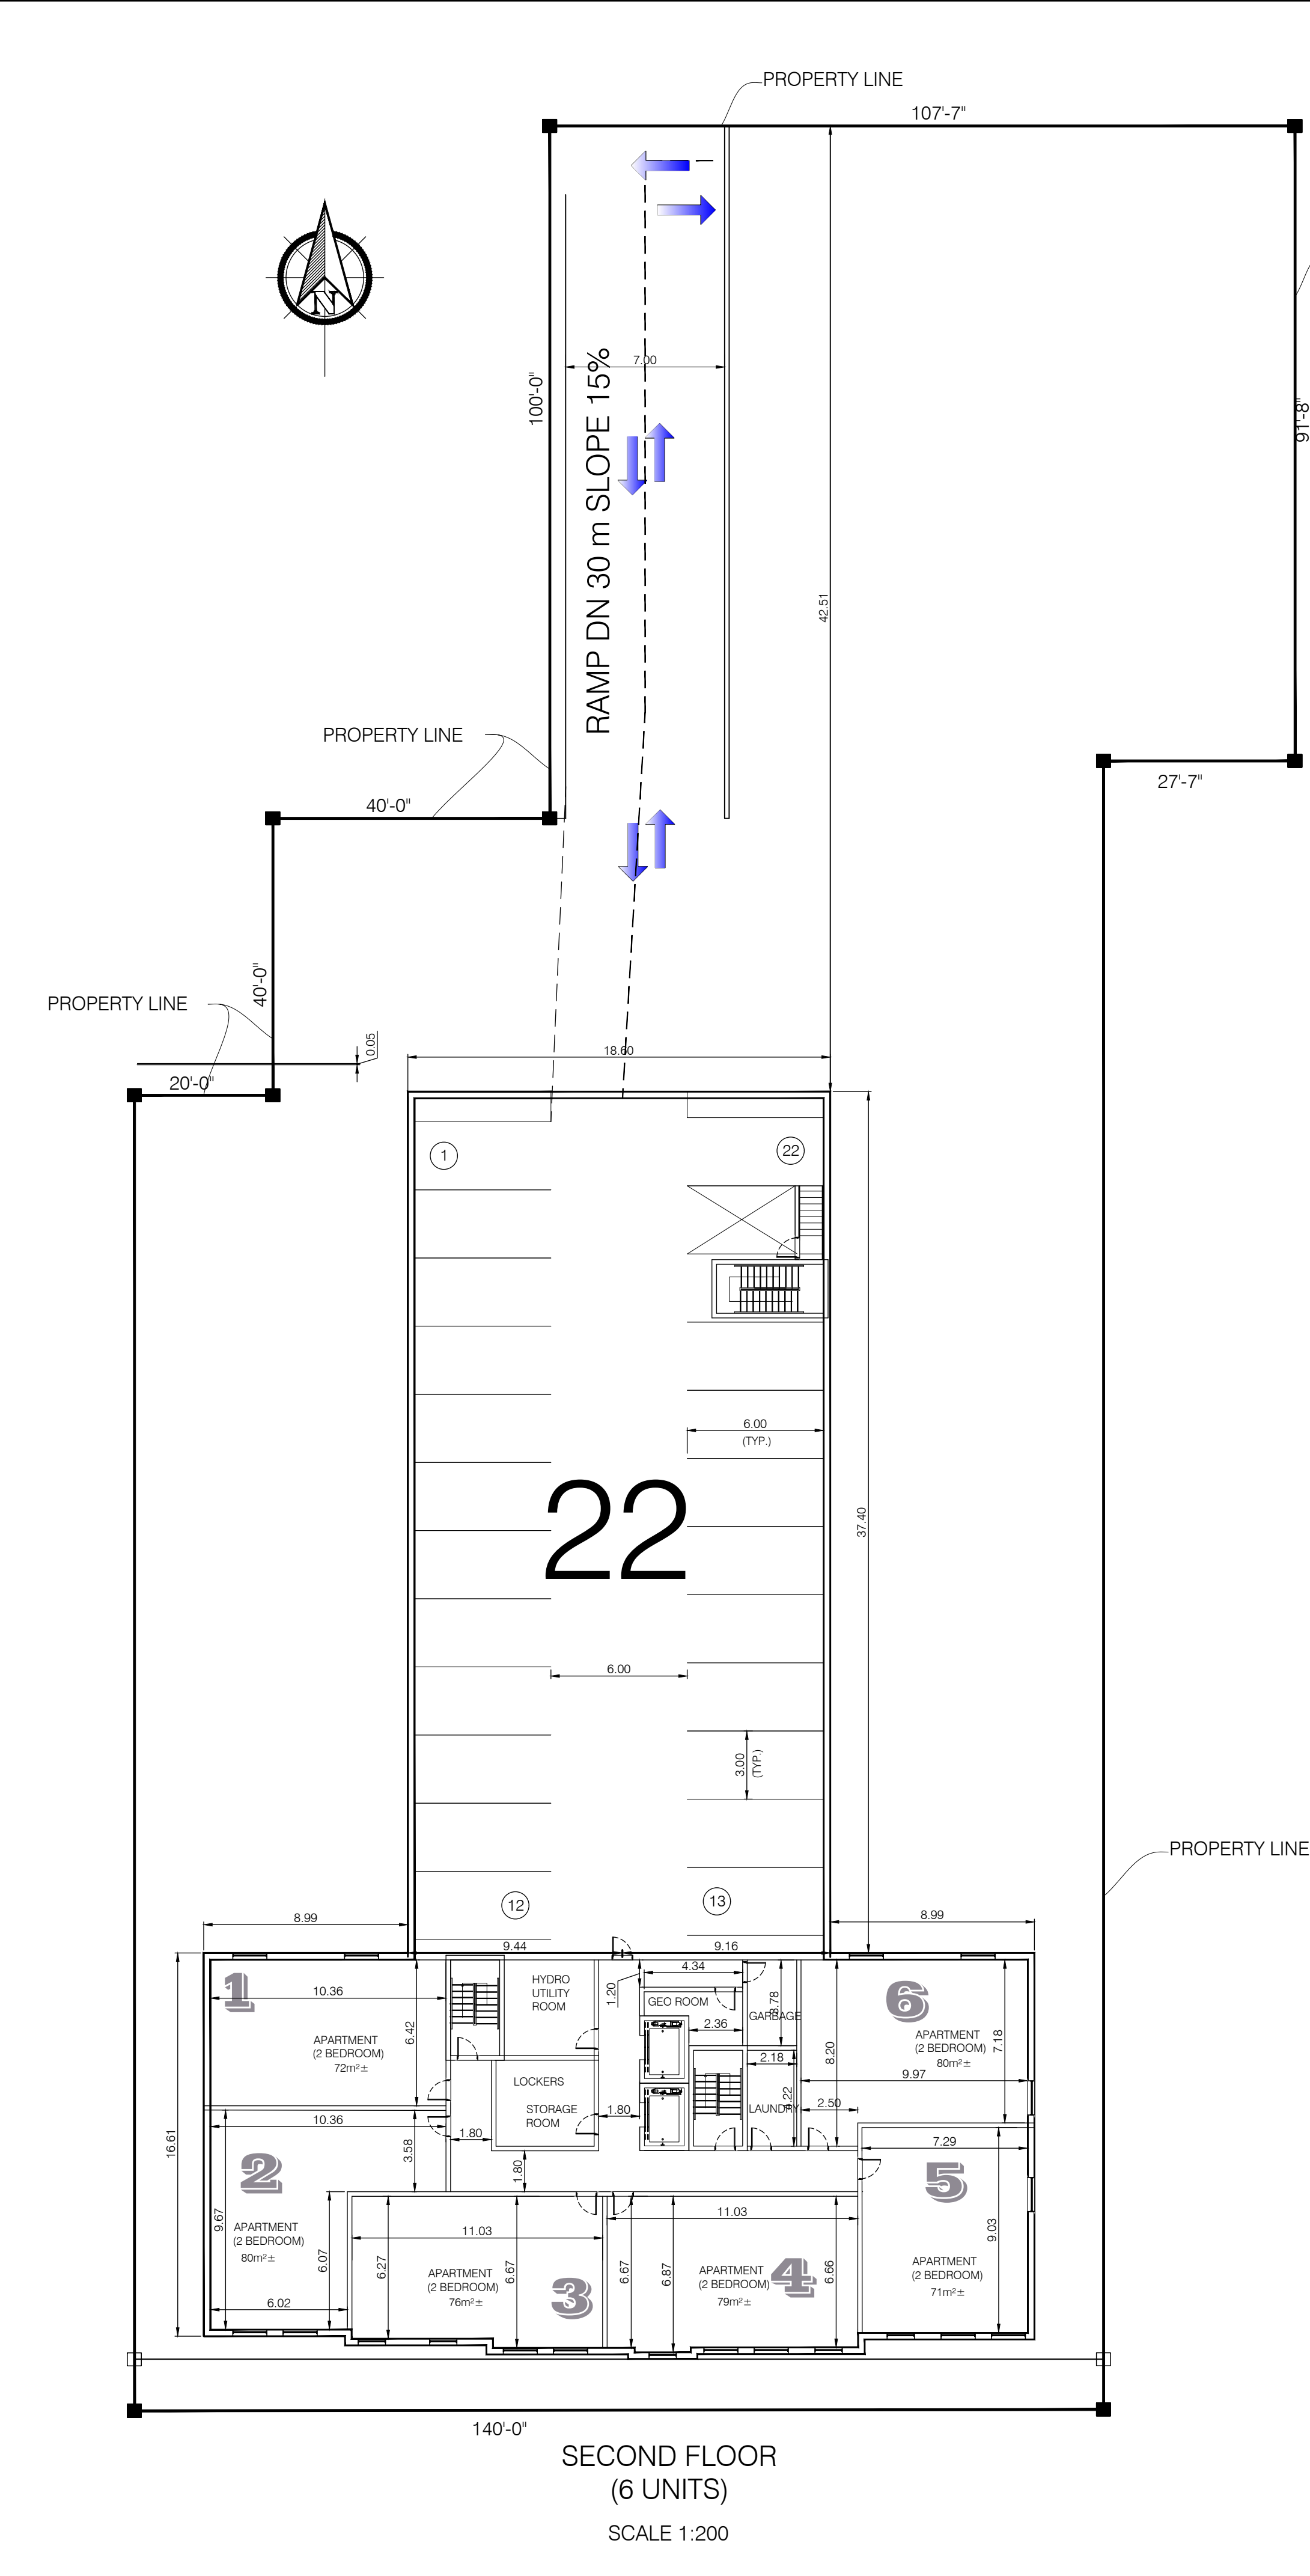 PROPERTY LINE
107'-7"
N
7.00
100'-0"
RAMP DN 30 m SLOPE 15%
91'-8"
42.51
PROPERTY LINE
27'-7"
40'-0"
40'-0"
PROPERTY LINE
0.05
18.60
20'-0"
1
22
6.00
(TYP.)
22
37.40
6.00
3.00
(TYP.)
PROPERTY LINE
12
13
8.99
8.99
9.44
9.16
1
10.36
6.42
APARTMENT
(2 BEDROOM)
72m²±
HYDRO
UTILITY
ROOM
1.20
4.34
GEO ROOM
2.36
3.78
GARBAGE
6
APARTMENT
(2 BEDROOM)
80m²±
7.18
8.20
9.97
2.18
LOCKERS
STORAGE
ROOM
1.80
LAUNDRY
2.50
16.61
10.36
3.58
1.80
1.80
7.29
2
9.67
APARTMENT
(2 BEDROOM)
80m²±
6.07
6.02
11.03
6.27
APARTMENT
(2 BEDROOM)
76m²±
6.67
3
11.03
6.67
6.87
APARTMENT
(2 BEDROOM)
79m²±
4
6.66
5
9.03
APARTMENT
(2 BEDROOM)
71m²±
140'-0"
SECOND FLOOR
(6 UNITS)
SCALE 1:200